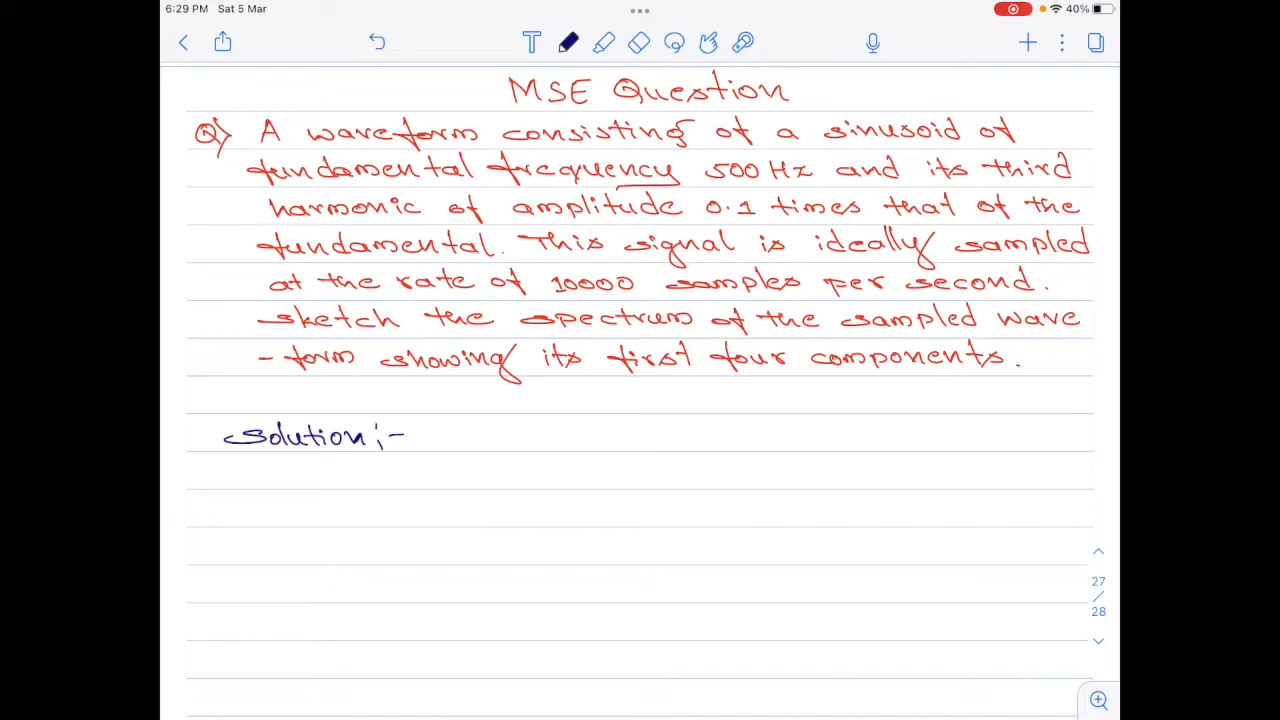 6:29 PM Sat 5 Mar
40%
T
MSE Question
Q) A waveform consisting of a sinusoid of
fundamental frequency 500 Hz and its third
harmonic of amplitude 0.1 times that of the
fundamental. This signal is ideally sampled
at the rate of 10000 samples per second.
sketch the spectrum of the sampled wave
-form showing its first four components.
Solution :-
27
/
28